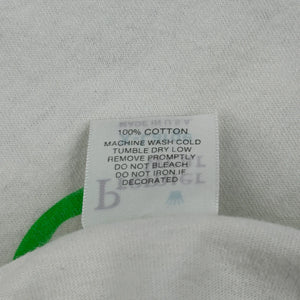 100% COTTON
MACHINE WASH COLD
TUMBLE DRY LOW
REMOVE PROMPTLY
DO NOT BLEACH
DO NOT IRON IF
DECORATED